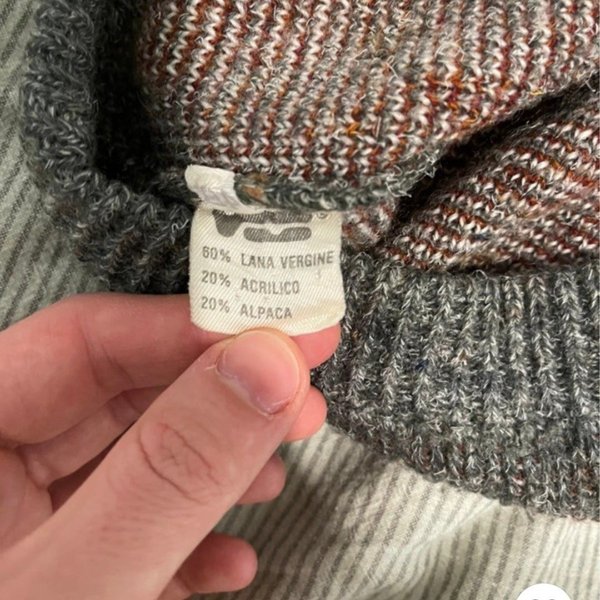 60% LANA VERGINE
20% ACRILICO
20% ALPACA